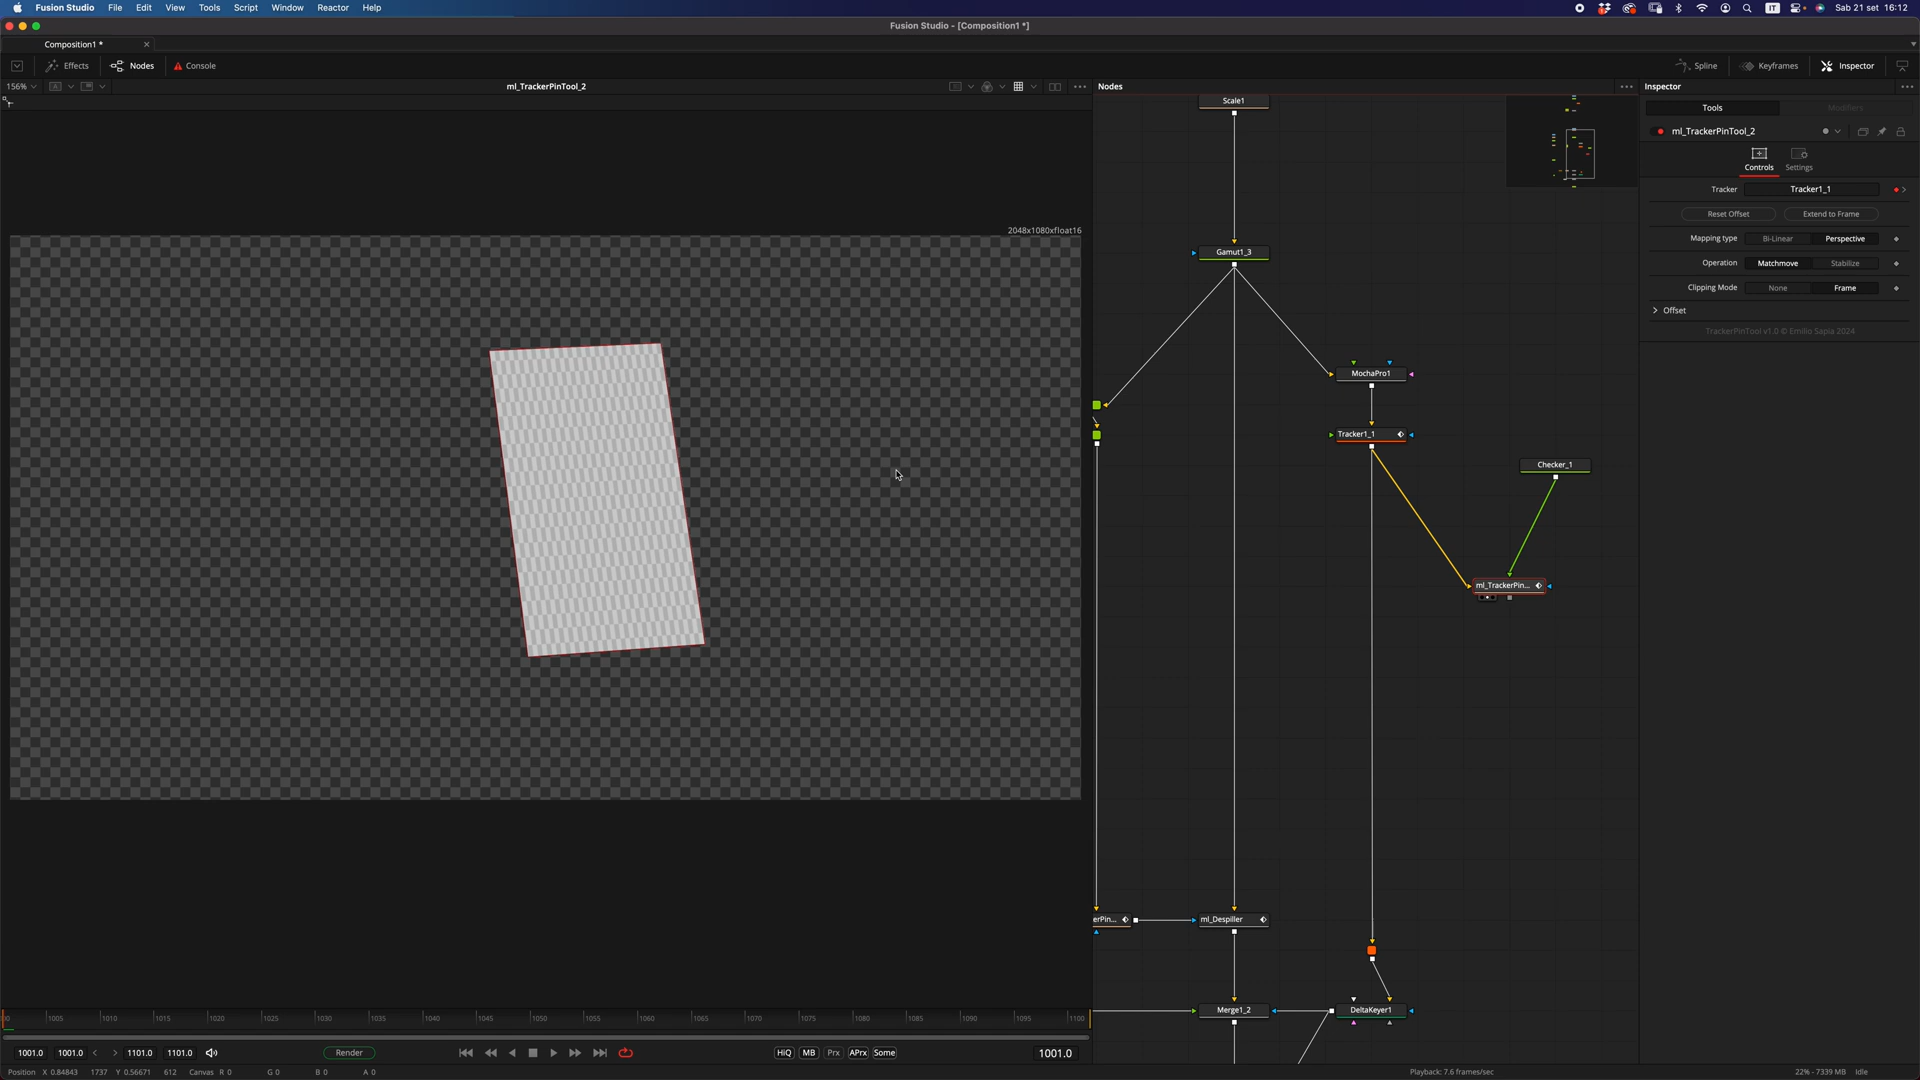 Fusion Studio File Edit View Tools Script Window Reactor Help
IT Sab 21 set 16:12
Fusion Studio - [Composition1 *]
Composition1 *
Effects Nodes Console
Spline Keyframes Inspector
156%
ml_TrackerPinTool_2
Nodes
Inspector
Tools Modifiers
ml_TrackerPinTool_2
Controls Settings
Tracker Tracker1_1
Reset Offset Extend to Frame
Mapping type Bi-Linear Perspective
Operation Matchmove Stabilize
Clipping Mode None Frame
Offset
TrackerPinTool v1.0 © Emilio Sapia 2024
2048x1080xfloat16
Scale1
Gamut1_3
MochaPro1
Tracker1_1
Checker_1
ml_TrackerPin...
erPin...
ml_Despiller
Merge1_2
DeltaKeyer1
1005 1010 1015 1020 1025 1030 1035 1040 1045 1050 1055 1060 1065 1070 1075 1080 1085 1090 1095 1100
1001.0 1001.0 1101.0 1101.0 Render HiQ MB Prx APrx Some 1001.0
Position X 0.84843 1737 Y 0.56671 612 Canvas R 0 G 0 B 0 A 0
Playback: 7.6 frames/sec
22% - 7339 MB Idle